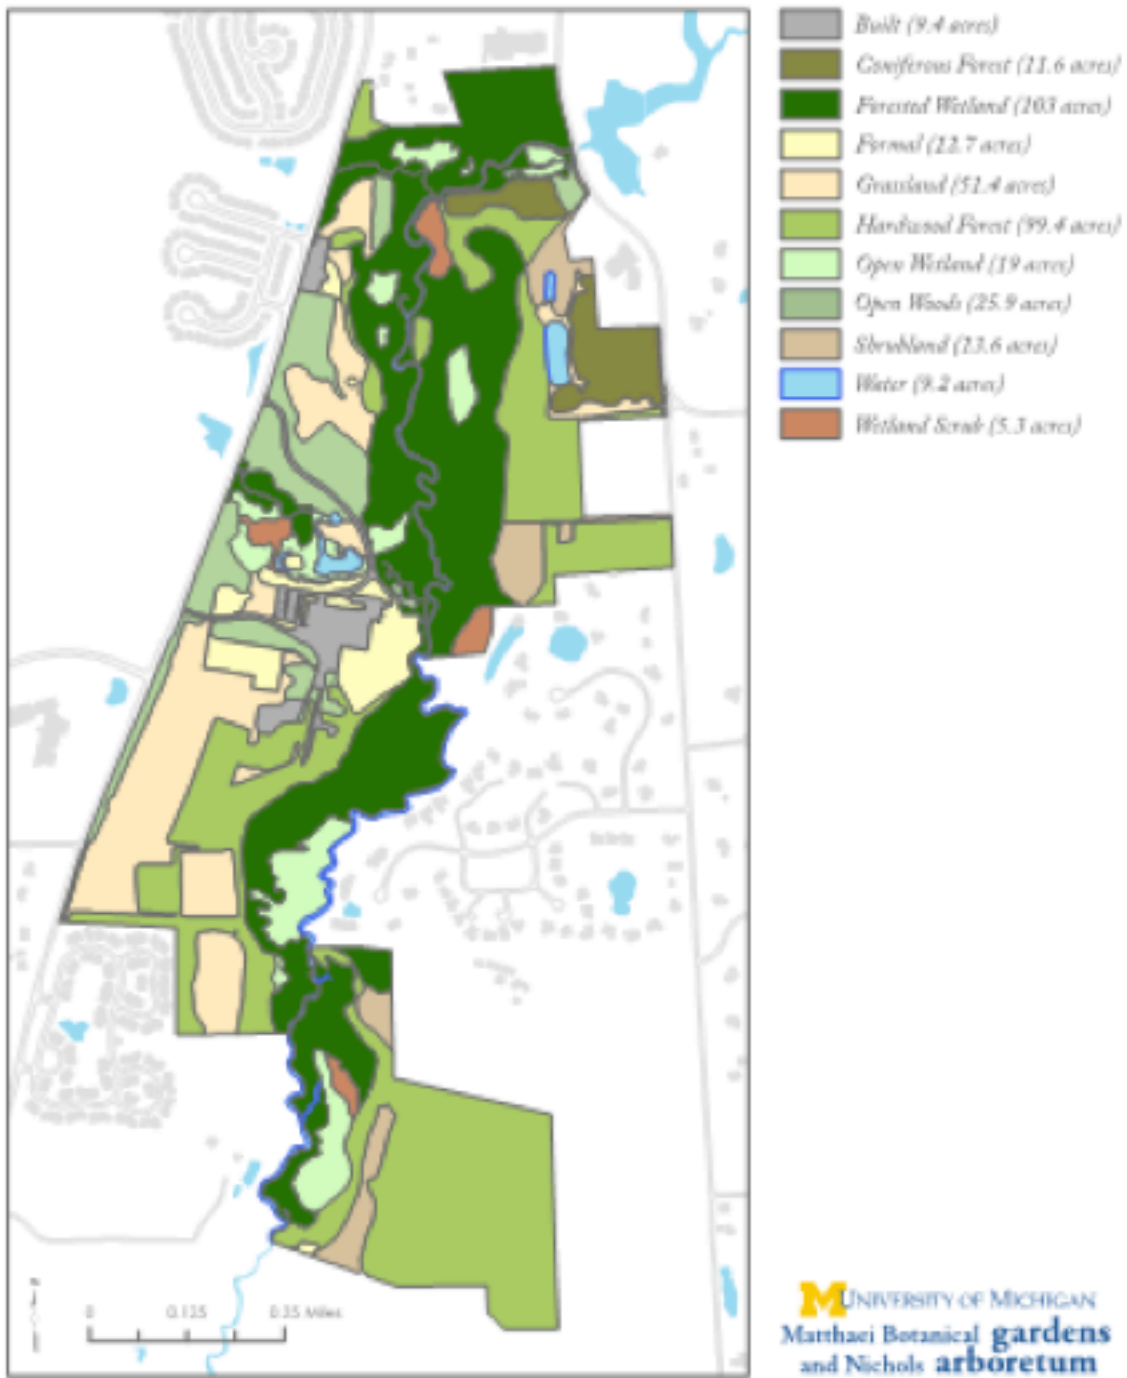 Built (9.4 acres)
Coniferous Forest (11.6 acres)
Forested Wetland (103 acres)
Formal (12.7 acres)
Grassland (51.4 acres)
Hardwood Forest (99.4 acres)
Open Wetland (19 acres)
Open Woods (25.9 acres)
Shrubland (13.6 acres)
Water (9.2 acres)
Wetland Scrub (5.3 acres)
0 0.125 0.25 Miles
M UNIVERSITY OF MICHIGAN
Matthaei Botanical gardens
and Nichols arboretum